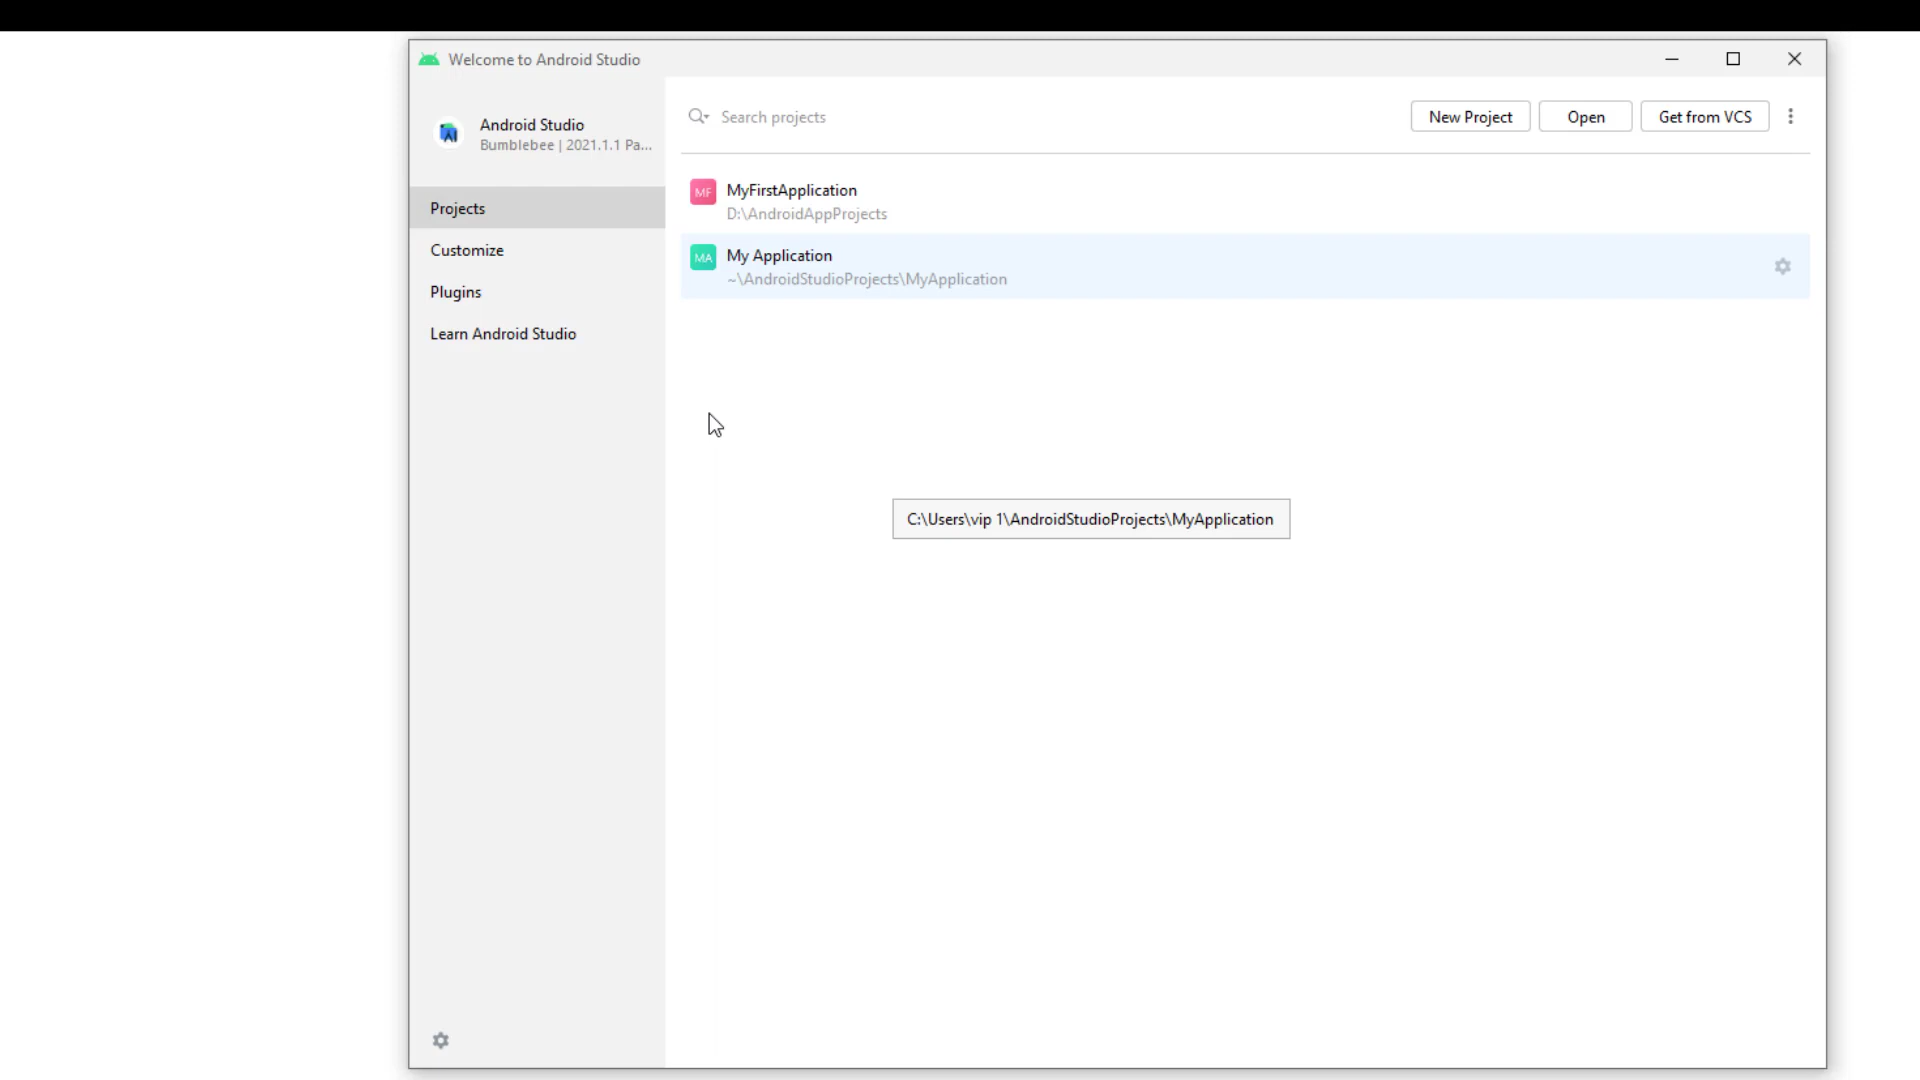 Welcome to Android Studio
Android Studio
Bumblebee | 2021.1.1 Pa...
Search projects
New Project
Open
Get from VCS
Projects
Customize
Plugins
Learn Android Studio
MF
MyFirstApplication
D:\AndroidAppProjects
MA
My Application
~\AndroidStudioProjects\MyApplication
C:\Users\vip 1\AndroidStudioProjects\MyApplication